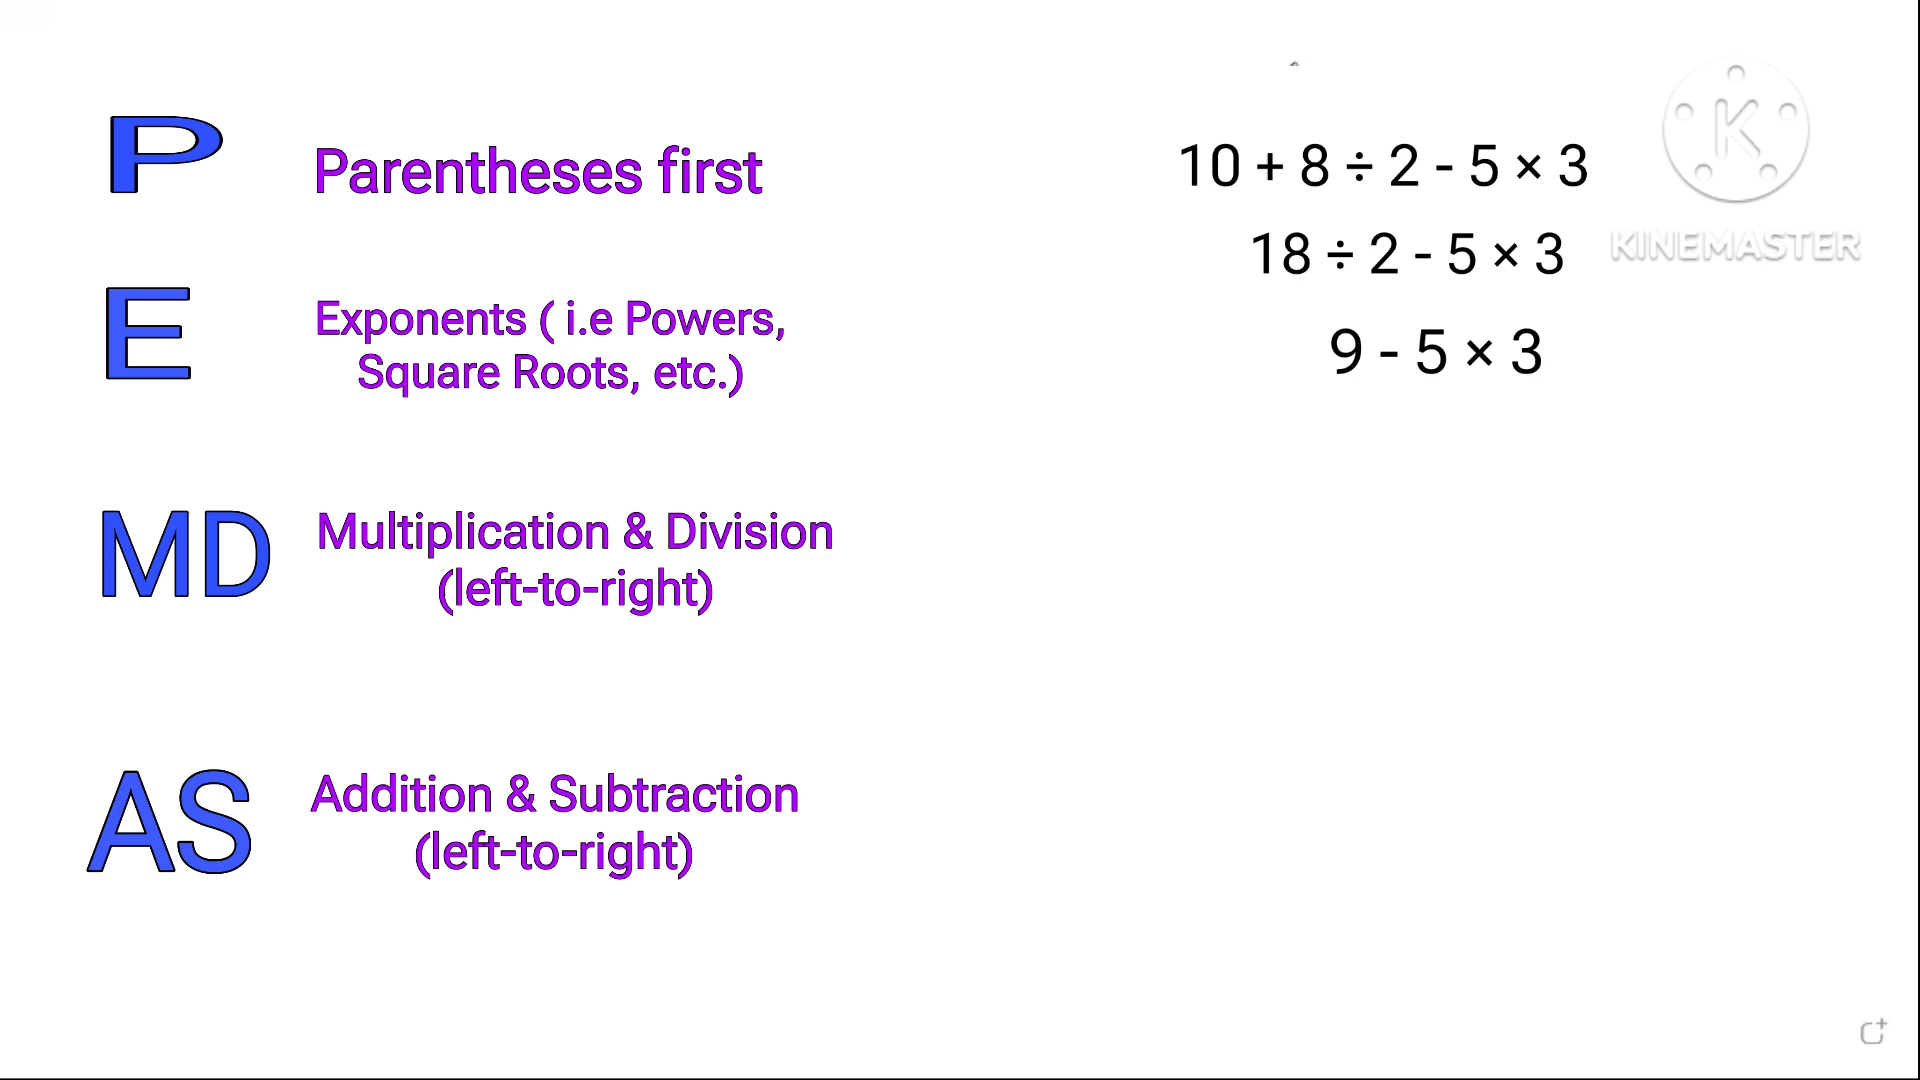 P
Parentheses first
E
Exponents ( i.e Powers,
Square Roots, etc.)
MD
Multiplication & Division
(left-to-right)
AS
Addition & Subtraction
(left-to-right)
10 + 8 ÷ 2 - 5 × 3
18 ÷ 2 - 5 × 3
9 - 5 × 3
K
KINEMASTER